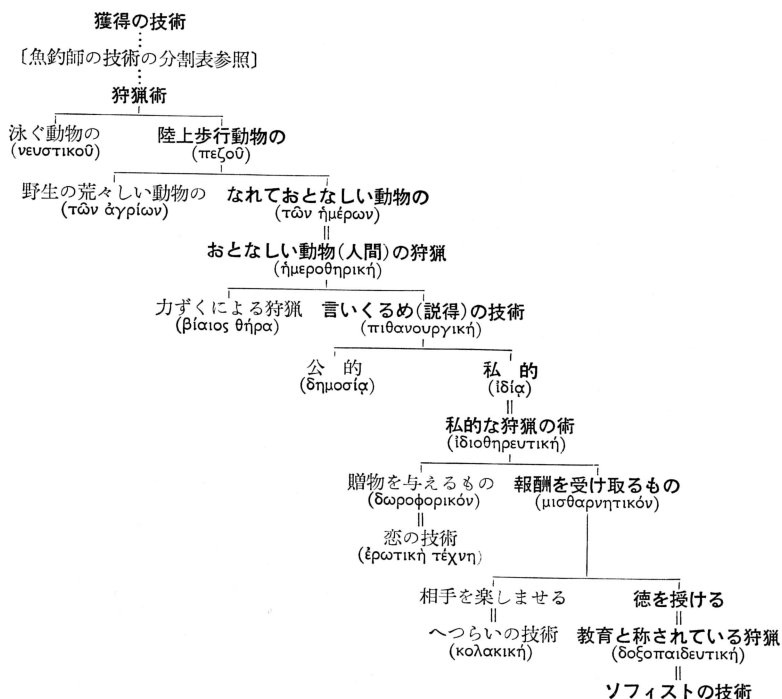 獲得の技術
〔魚釣師の技術の分割表参照〕
狩猟術
泳ぐ動物の 陸上歩行動物の
(νευστικοῦ) (πεζοῦ)
野生の荒々しい動物の なれておとなしい動物の
(τῶν ἀγρίων) (τῶν ἡμέρων)
おとなしい動物(人間)の狩猟
(ἡμεροθηρική)
力ずくによる狩猟 言いくるめ(説得)の技術
(βίαιος θήρα) (πιθανουργική)
公的 私的
(δημοσίᾳ) (ἰδίᾳ)
私的な狩猟の術
(ἰδιοθηρευτική)
贈物を与えるもの 報酬を受け取るもの
(δωροφορικόν) (μισθαρνητικόν)
恋の技術
(ἐρωτικὴ τέχνη)
相手を楽しませる 徳を授ける
へつらいの技術 教育と称されている狩猟
(κολακική) (δοξοπαιδευτική)
ソフィストの技術